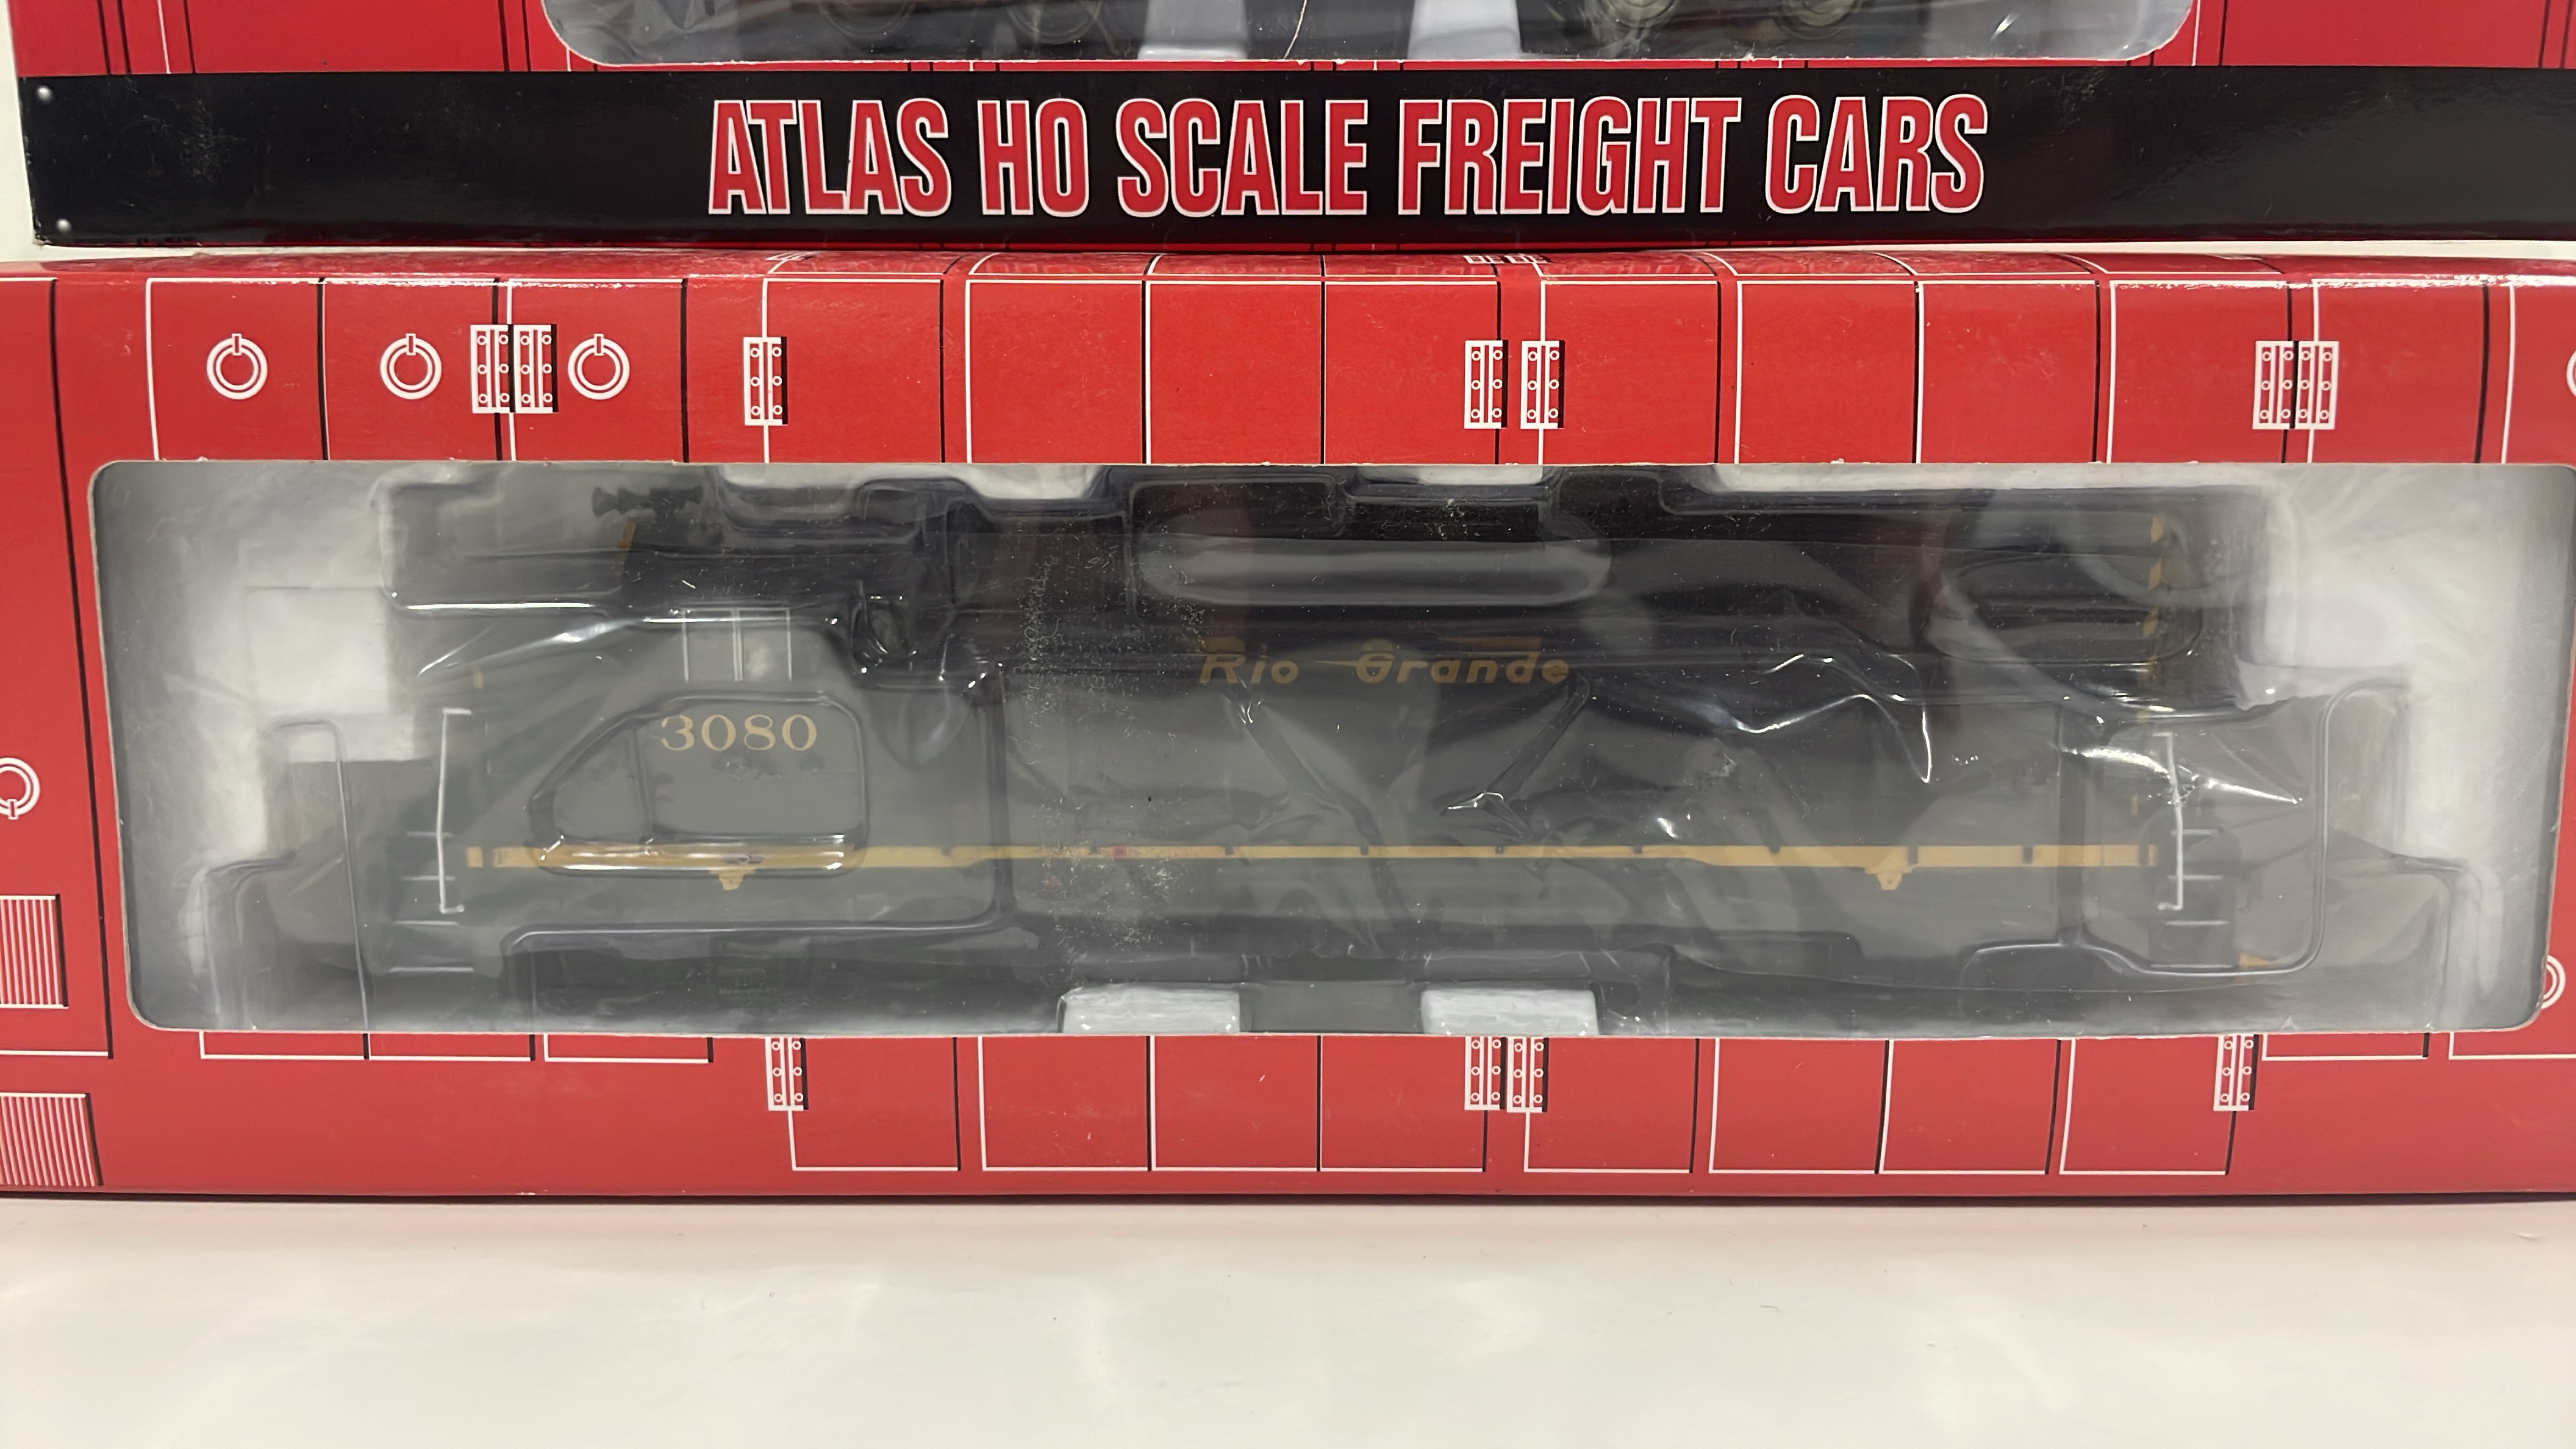 ATLAS HO SCALE FREIGHT CARS
Rio Grande
3080